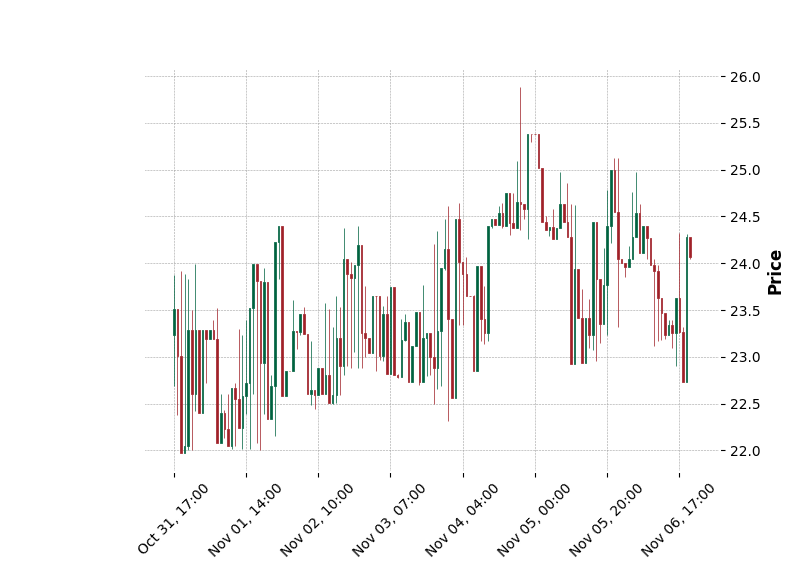 26.0
25.5
25.0
24.5
24.0
23.5
23.0
22.5
22.0
Price
Oct 31, 17:00
Nov 01, 14:00
Nov 02, 10:00
Nov 03, 07:00
Nov 04, 04:00
Nov 05, 00:00
Nov 05, 20:00
Nov 06, 17:00